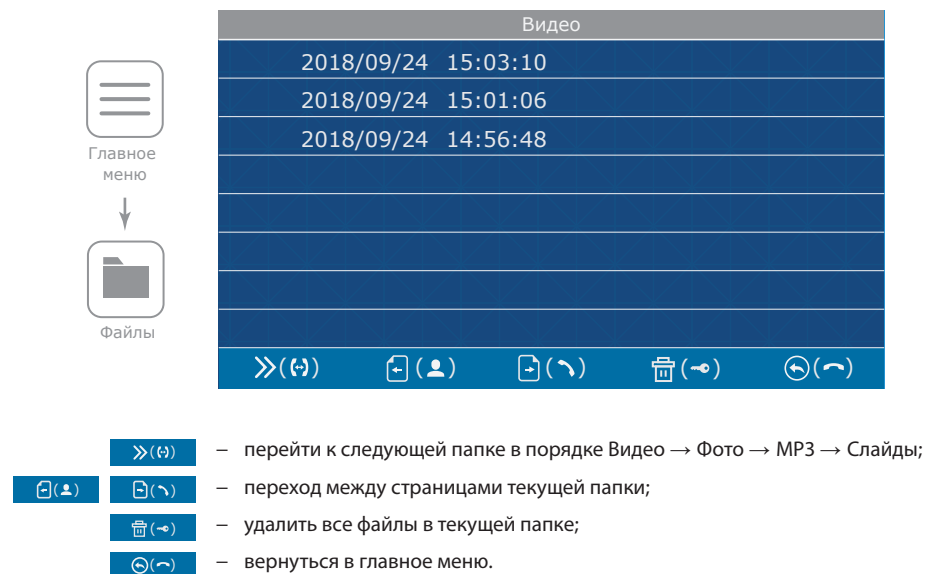 Видео
2018/09/24 15:03:10
2018/09/24 15:01:06
2018/09/24 14:56:48
Главное
меню
Файлы
– перейти к следующей папке в порядке Видео → Фото → MP3 → Слайды;
– переход между страницами текущей папки;
– удалить все файлы в текущей папке;
– вернуться в главное меню.